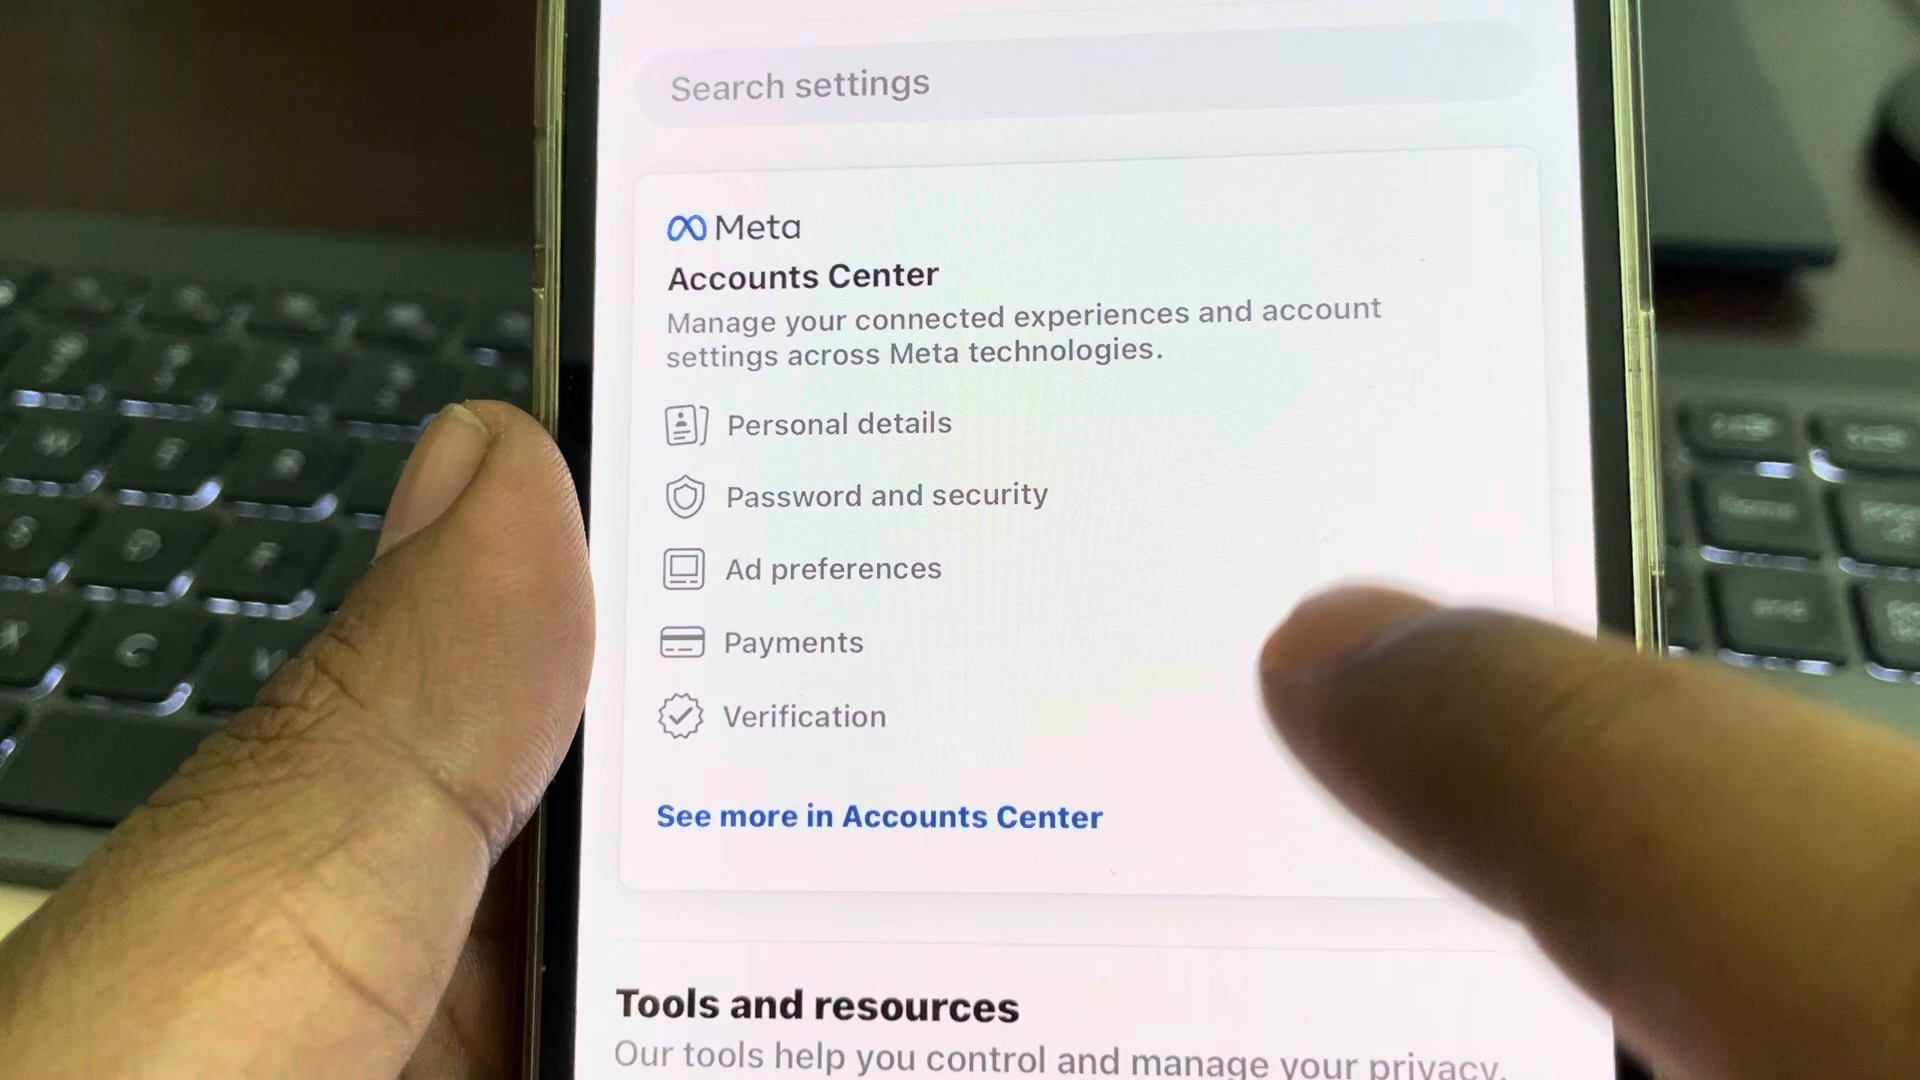 Search settings
Meta
Accounts Center
Manage your connected experiences and account
settings across Meta technologies.
Personal details
Password and security
Ad preferences
Payments
Verification
See more in Accounts Center
Tools and resources
Our tools help you control and manage your privacy.